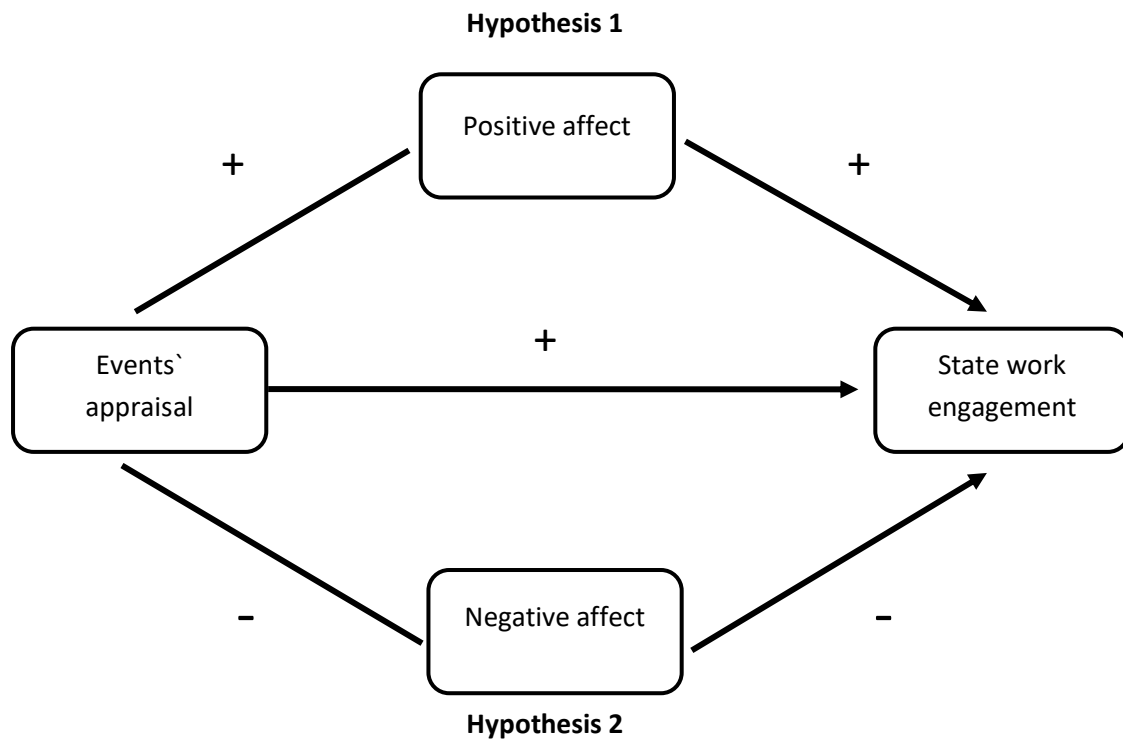 Hypothesis 1
Positive affect
+
+
+
Events`
appraisal
State work
engagement
-
-
Negative affect
Hypothesis 2